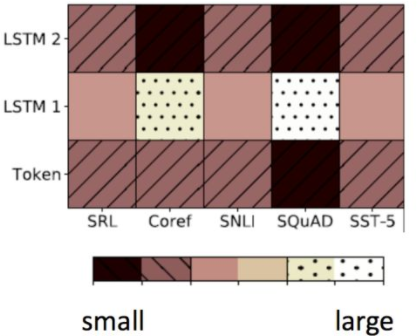 LSTM 2
LSTM 1
Token
SRL Coref SNLI SQuAD SST-5
small large